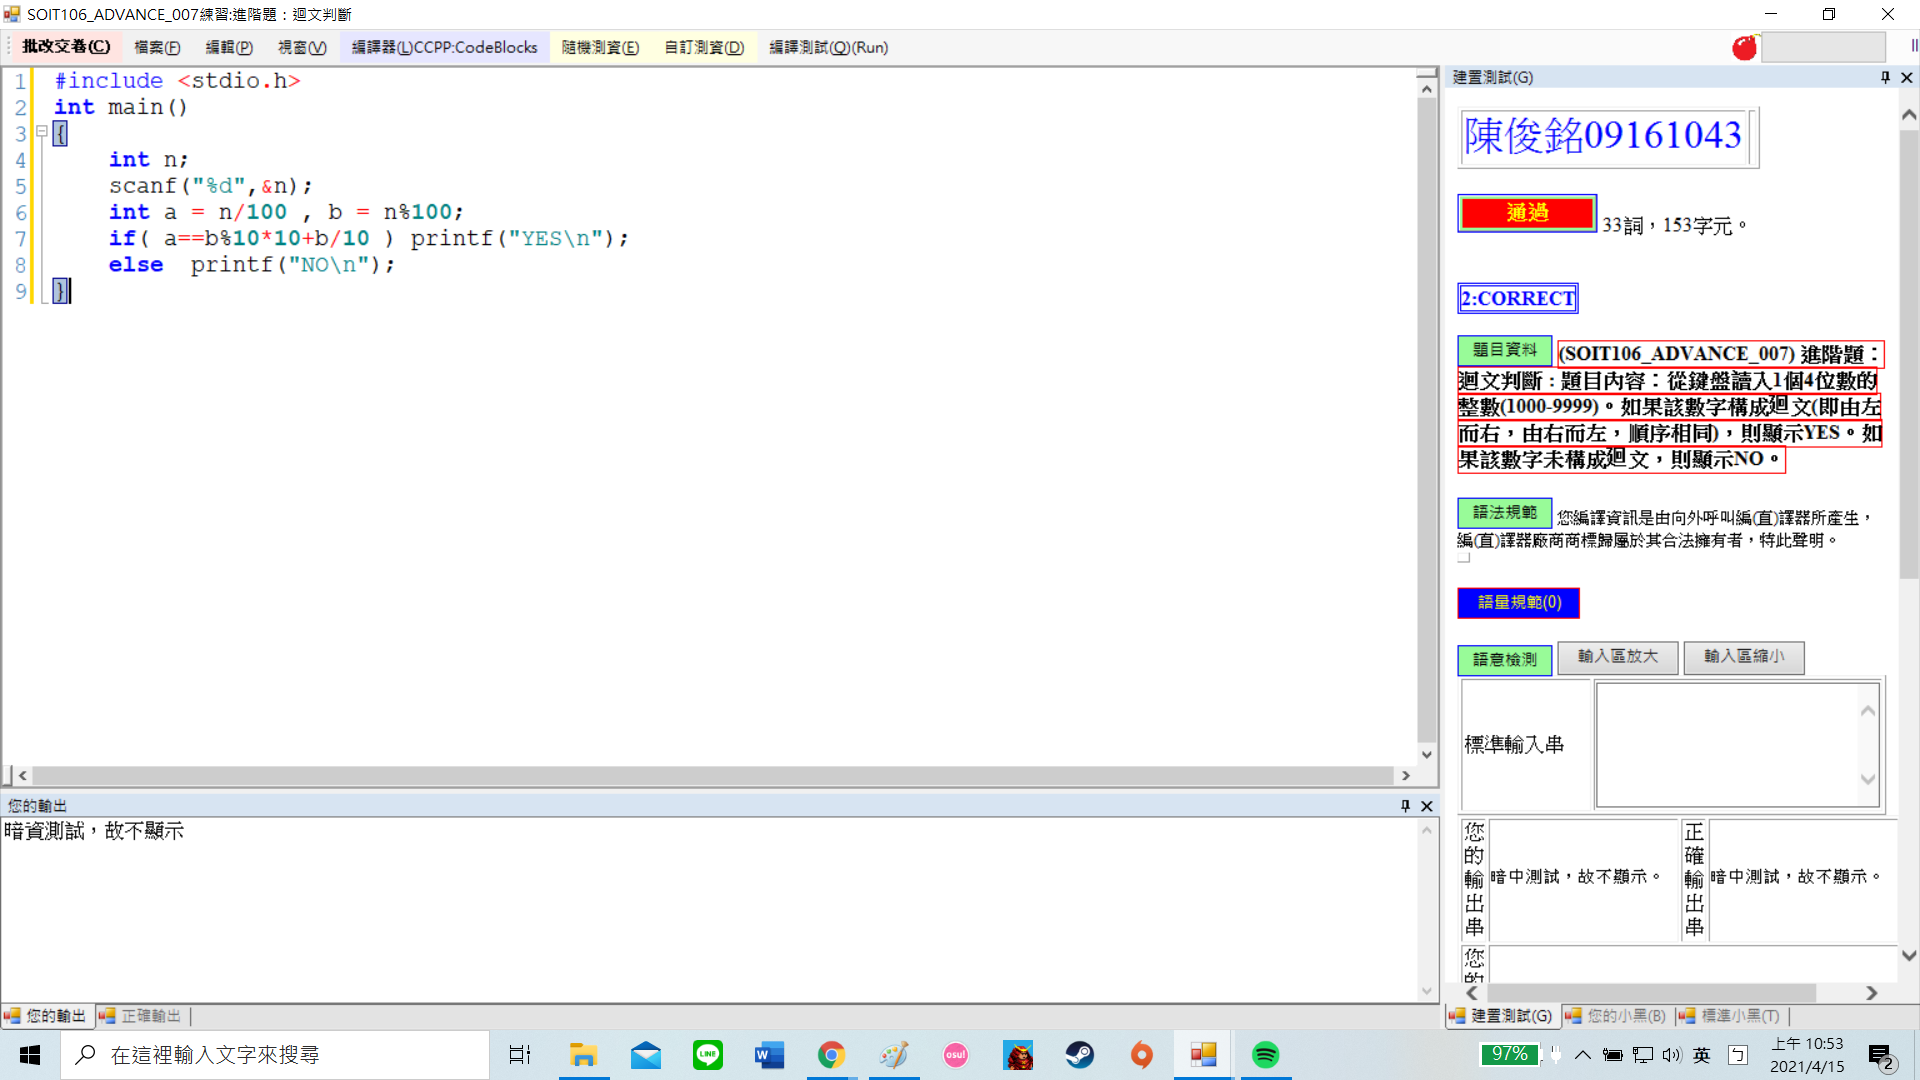 SOIT106_ADVANCE_007練習:進階題：迴文判斷
批改交卷(C) 檔案(F) 編輯(P) 視窗(V) 編譯器(L)CCPP:CodeBlocks 隨機測資(E) 自訂測資(D) 編譯測試(Q)(Run)
1 #include <stdio.h>
2 int main()
3 {
4 int n;
5 scanf("%d",&n);
6 int a = n/100 , b = n%100;
7 if( a==b%10*10+b/10 ) printf("YES\n");
8 else  printf("NO\n");
9 }
您的輸出
暗資測試，故不顯示
您的輸出 正確輸出
建置測試(G)
陳俊銘09161043
通過 33詞，153字元。
2:CORRECT
題目資料 (SOIT106_ADVANCE_007) 進階題：
迴文判斷：題目內容：從鍵盤讀入1個4位數的
整數(1000-9999)。如果該數字構成迴文(即由左
而右，由右而左，順序相同)，則顯示YES。如
果該數字未構成迴文，則顯示NO。
語法規範 您編譯資訊是由向外呼叫編(直)譯器所產生，
編(直)譯器廠商商標歸屬於其合法擁有者，特此聲明。
語量規範(0)
語意檢測 輸入區放大 輸入區縮小
標準輸入串
您的輸出串 暗中測試，故不顯示。 正確輸出串 暗中測試，故不顯示。
您的
建置測試(G) 您的小黑(B) 標準小黑(T)
在這裡輸入文字來搜尋
LINE
osu!
97%
英
上午 10:53
2021/4/15
2